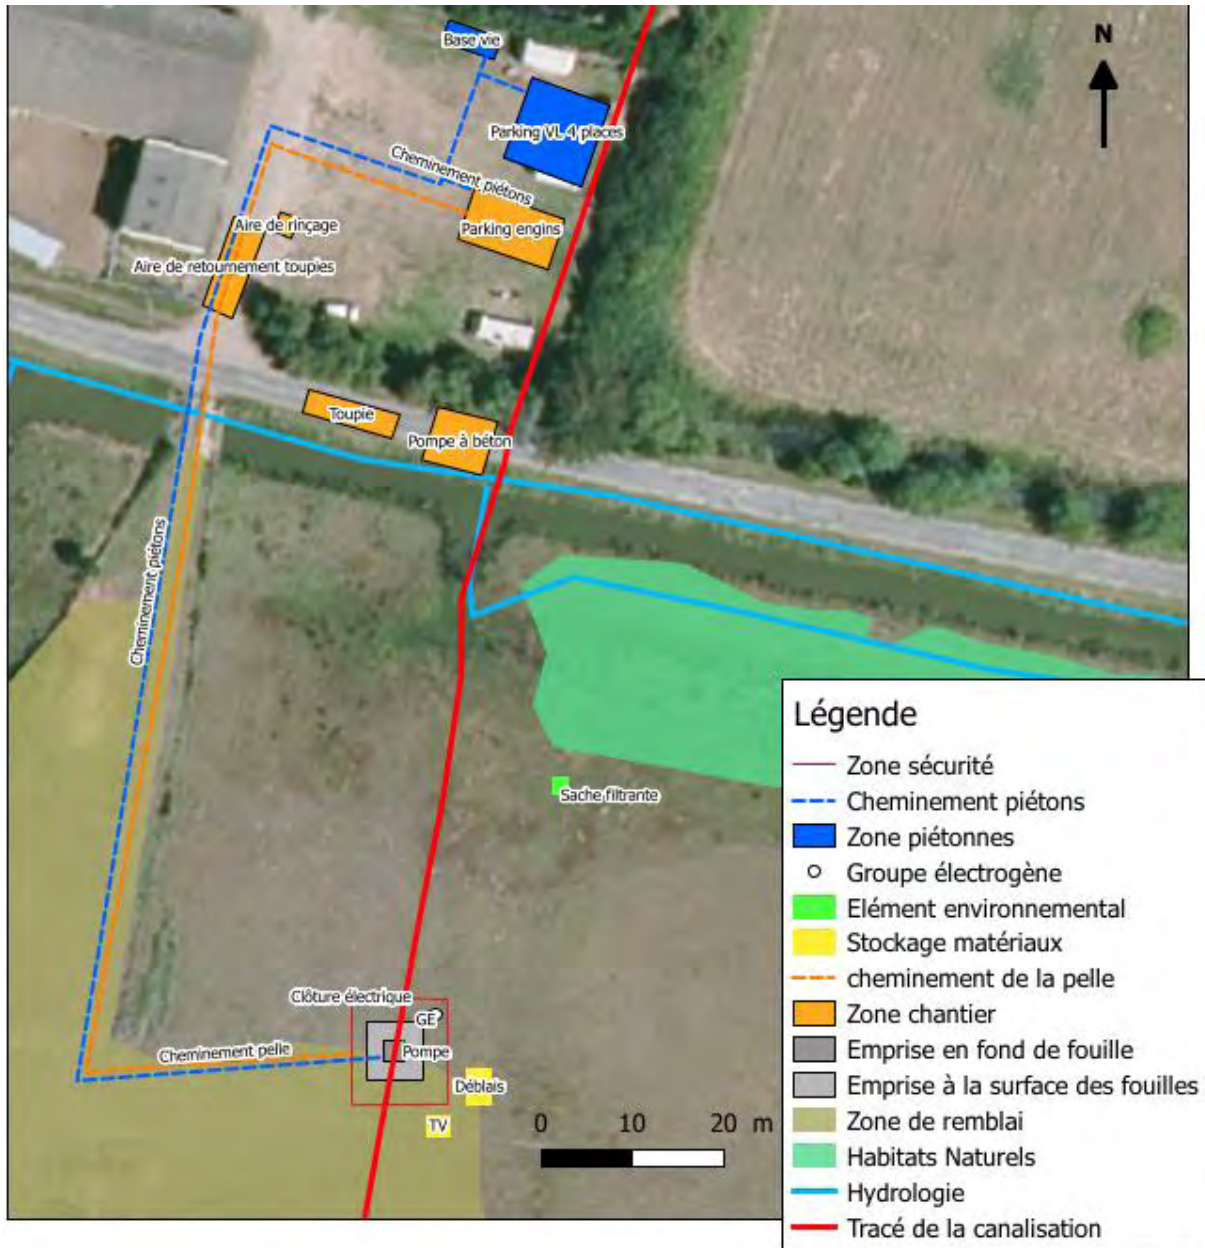 N
Base vie
Parking VL 4 places
Cheminement piétons
Parking engins
Aire de rinçage
Aire de retournement toupies
Toupie
Pompe à béton
Cheminement piétons
Sache filtrante
Clôture électrique
GE
Pompe
Cheminement pelle
Déblais
TV
0 10 20 m
Légende
Zone sécurité
Cheminement piétons
Zone piétonnes
Groupe électrogène
Elément environnemental
Stockage matériaux
cheminement de la pelle
Zone chantier
Emprise en fond de fouille
Emprise à la surface des fouilles
Zone de remblai
Habitats Naturels
Hydrologie
Tracé de la canalisation